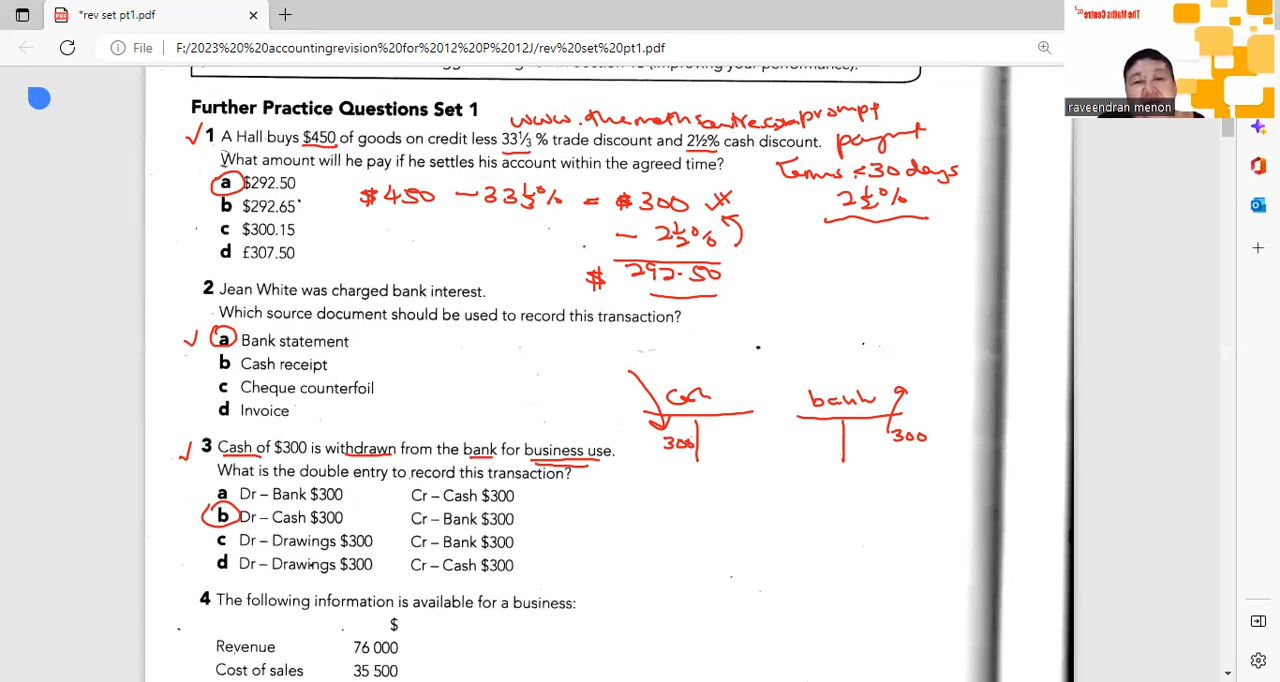 *rev set pt1.pdf
File F:/2023%20%20accountingrevision%20for%2012%20P%2012J/rev%20set%20pt1.pdf
The Maths Centre
raveendran menon
(improving your performance).
Further Practice Questions Set 1
1 A Hall buys $450 of goods on credit less 33⅓ % trade discount and 2½% cash discount.
What amount will he pay if he settles his account within the agreed time?
a $292.50
b $292.65
c $300.15
d £307.50
prompt
payment
Terms < 30 days
2½%
$450 – 33⅓% = $300
– 2½%
$ 292.50
2 Jean White was charged bank interest.
Which source document should be used to record this transaction?
a Bank statement
b Cash receipt
c Cheque counterfoil
d Invoice
3 Cash of $300 is withdrawn from the bank for business use.
What is the double entry to record this transaction?
a Dr – Bank $300 Cr – Cash $300
b Dr – Cash $300 Cr – Bank $300
c Dr – Drawings $300 Cr – Bank $300
d Dr – Drawings $300 Cr – Cash $300
cash bank
300 300
4 The following information is available for a business:
$
Revenue 76 000
Cost of sales 35 500